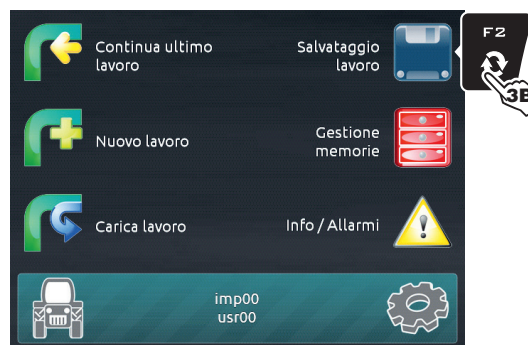 Continua ultimo
lavoro
Salvataggio
lavoro
F2
3B
Nuovo lavoro
Gestione
memorie
Carica lavoro
Info / Allarmi
imp00
usr00